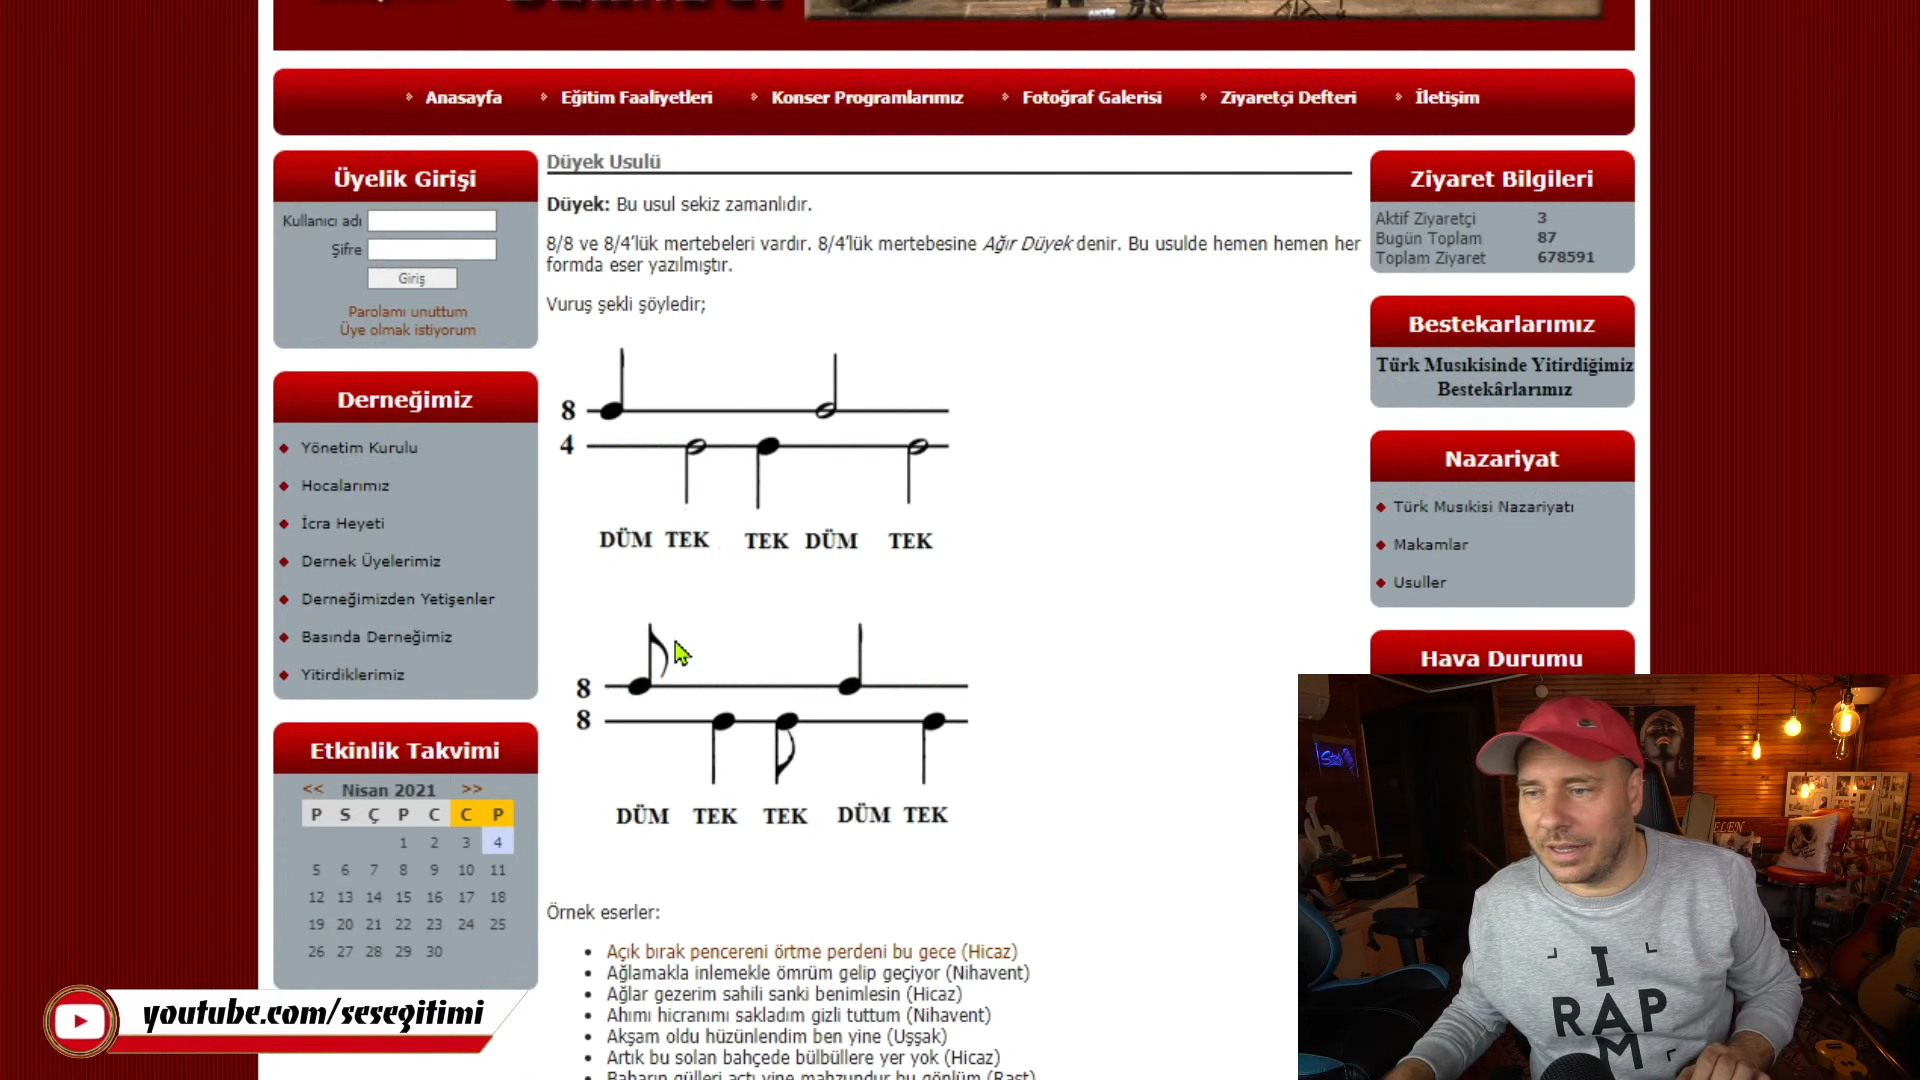 Anasayfa
Eğitim Faaliyetleri
Konser Programlarımız
Fotoğraf Galerisi
Ziyaretçi Defteri
İletişim
Üyelik Girişi
Kullanıcı adı
Şifre
Giriş
Parolamı unuttum
Üye olmak istiyorum
Derneğimiz
Yönetim Kurulu
Hocalarımız
İcra Heyeti
Dernek Üyelerimiz
Derneğimizden Yetişenler
Basında Derneğimiz
Yitirdiklerimiz
Etkinlik Takvimi
<< Nisan 2021 >>
P S Ç P C C P
1 2 3 4
5 6 7 8 9 10 11
12 13 14 15 16 17 18
19 20 21 22 23 24 25
26 27 28 29 30
Düyek Usulü
Düyek: Bu usul sekiz zamanlıdır.
8/8 ve 8/4'lük mertebeleri vardır. 8/4'lük mertebesine Ağır Düyek denir. Bu usulde hemen hemen her
formda eser yazılmıştır.
Vuruş şekli şöyledir;
8
4
DÜM TEK TEK DÜM TEK
8
8
DÜM TEK TEK DÜM TEK
Örnek eserler:
• Açık bırak pencereni örtme perdeni bu gece (Hicaz)
• Ağlamakla inlemekle ömrüm gelip geçiyor (Nihavent)
• Ağlar gezerim sahili sanki benimlesin (Hicaz)
• Ahımı hicranımı sakladım gizli tuttum (Nihavent)
• Akşam oldu hüzünlendim ben yine (Uşşak)
• Artık bu solan bahçede bülbüllere yer yok (Hicaz)
• Baharın gülleri açtı yine mahzundur bu gönlüm (Rast)
Ziyaret Bilgileri
Aktif Ziyaretçi 3
Bugün Toplam 87
Toplam Ziyaret 678591
Bestekarlarımız
Türk Musıkisinde Yitirdiğimiz
Bestekârlarımız
Nazariyat
Türk Musıkisi Nazariyatı
Makamlar
Usuller
Hava Durumu
youtube.com/sesegitimi
I
RAP
M